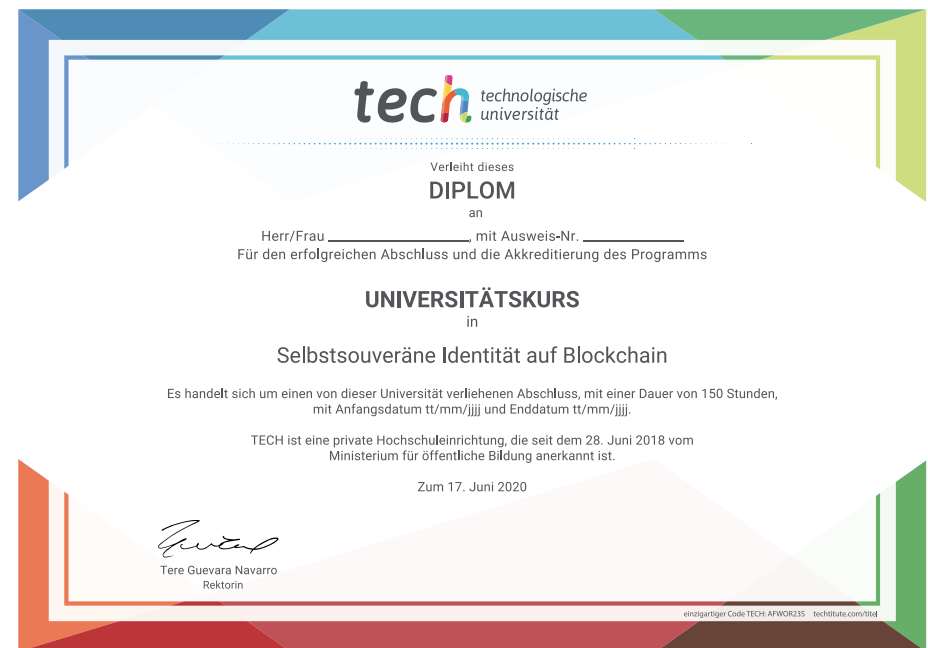 tech technologische
universität
Verleiht dieses
DIPLOM
an
Herr/Frau ____________________, mit Ausweis-Nr. ______________
Für den erfolgreichen Abschluss und die Akkreditierung des Programms
UNIVERSITÄTSKURS
in
Selbstsouveräne Identität auf Blockchain
Es handelt sich um einen von dieser Universität verliehenen Abschluss, mit einer Dauer von 150 Stunden,
mit Anfangsdatum tt/mm/jjjj und Enddatum tt/mm/jjjj.
TECH ist eine private Hochschuleinrichtung, die seit dem 28. Juni 2018 vom
Ministerium für öffentliche Bildung anerkannt ist.
Zum 17. Juni 2020
Tere Guevara Navarro
Rektorin
einzigartiger Code TECH: AFWOR23S techtitute.com/titel